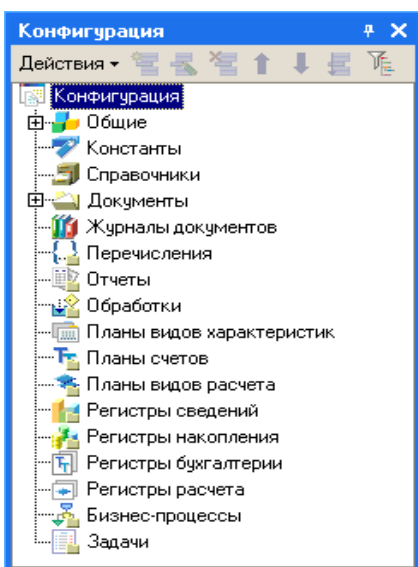 Конфигурация
Действия
Конфигурация
Общие
Константы
Справочники
Документы
Журналы документов
Перечисления
Отчеты
Обработки
Планы видов характеристик
Планы счетов
Планы видов расчета
Регистры сведений
Регистры накопления
Регистры бухгалтерии
Регистры расчета
Бизнес-процессы
Задачи